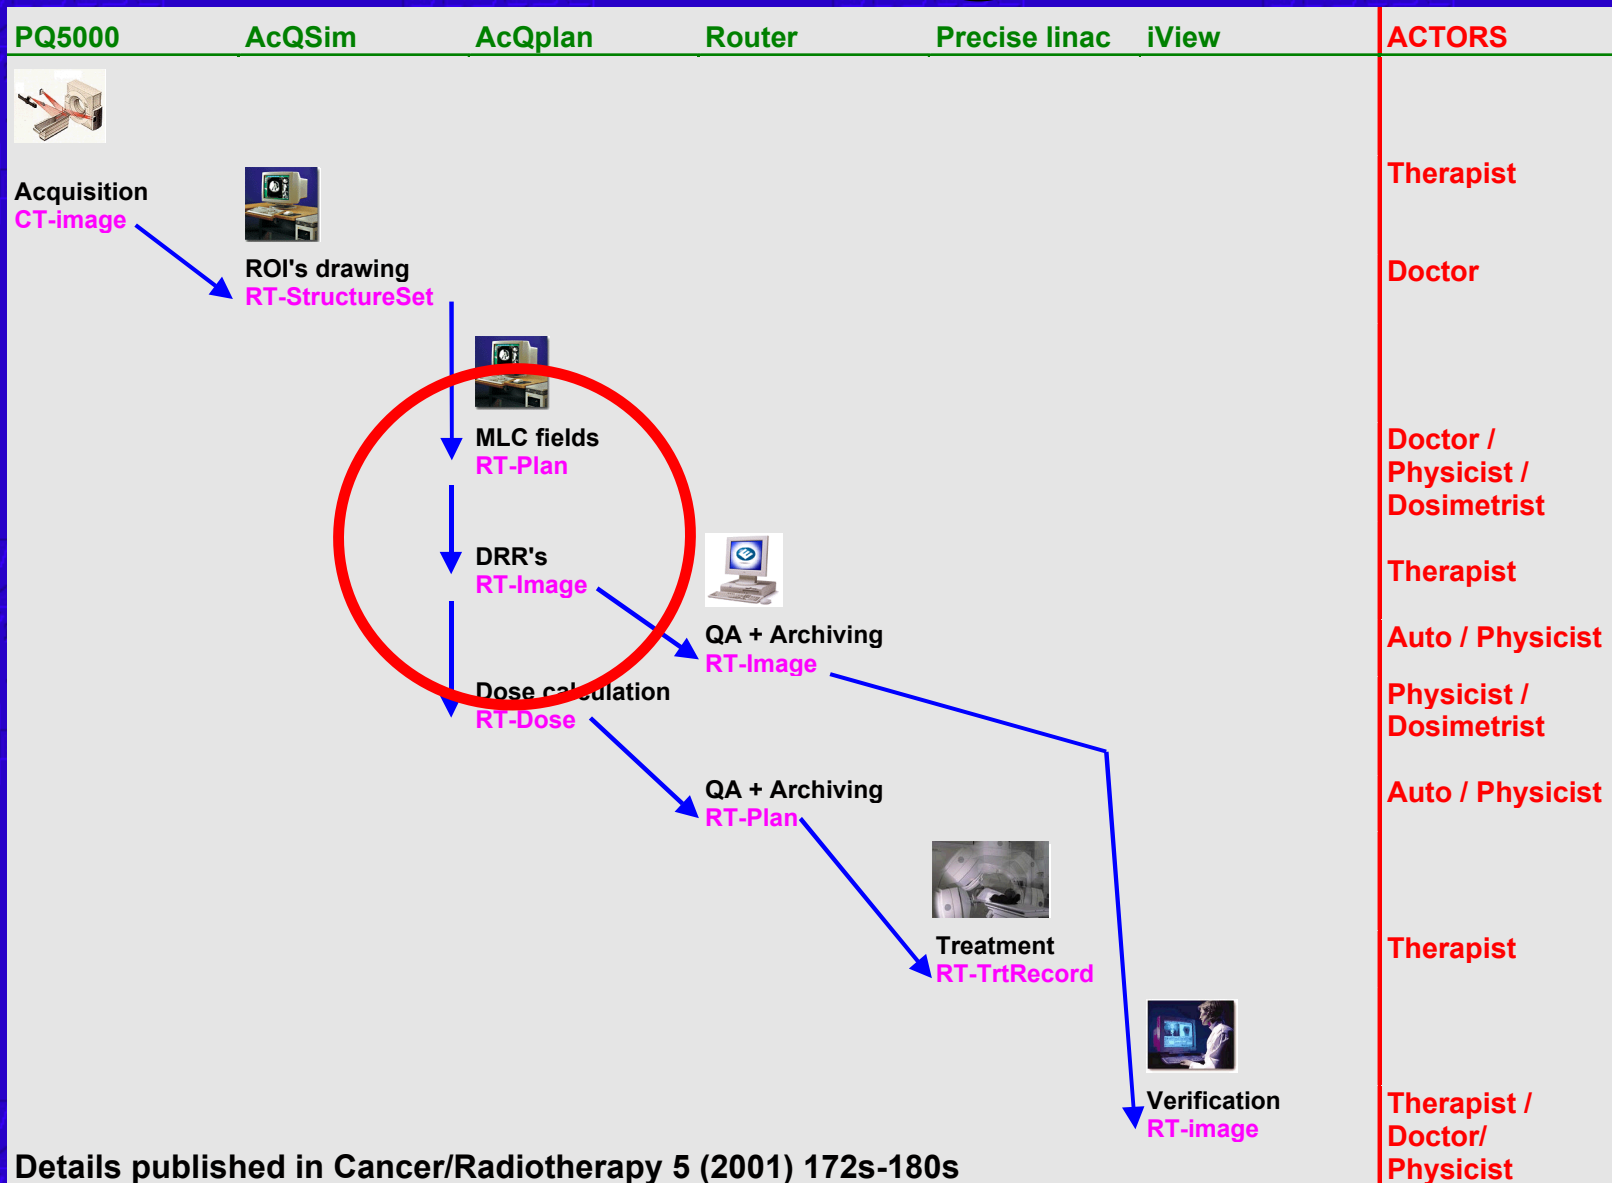 PQ5000 AcQSim AcQplan Router Precise linac iView ACTORS
Therapist
Acquisition
CT-image
ROI's drawing
RT-StructureSet
Doctor
MLC fields
RT-Plan
Doctor /
Physicist /
Dosimetrist
DRR's
RT-Image
Therapist
QA + Archiving
RT-Image
Auto / Physicist
Dose calculation
RT-Dose
Physicist /
Dosimetrist
QA + Archiving
RT-Plan
Auto / Physicist
Treatment
RT-TrtRecord
Therapist
Verification
RT-image
Therapist /
Doctor/
Physicist
Details published in Cancer/Radiotherapy 5 (2001) 172s-180s